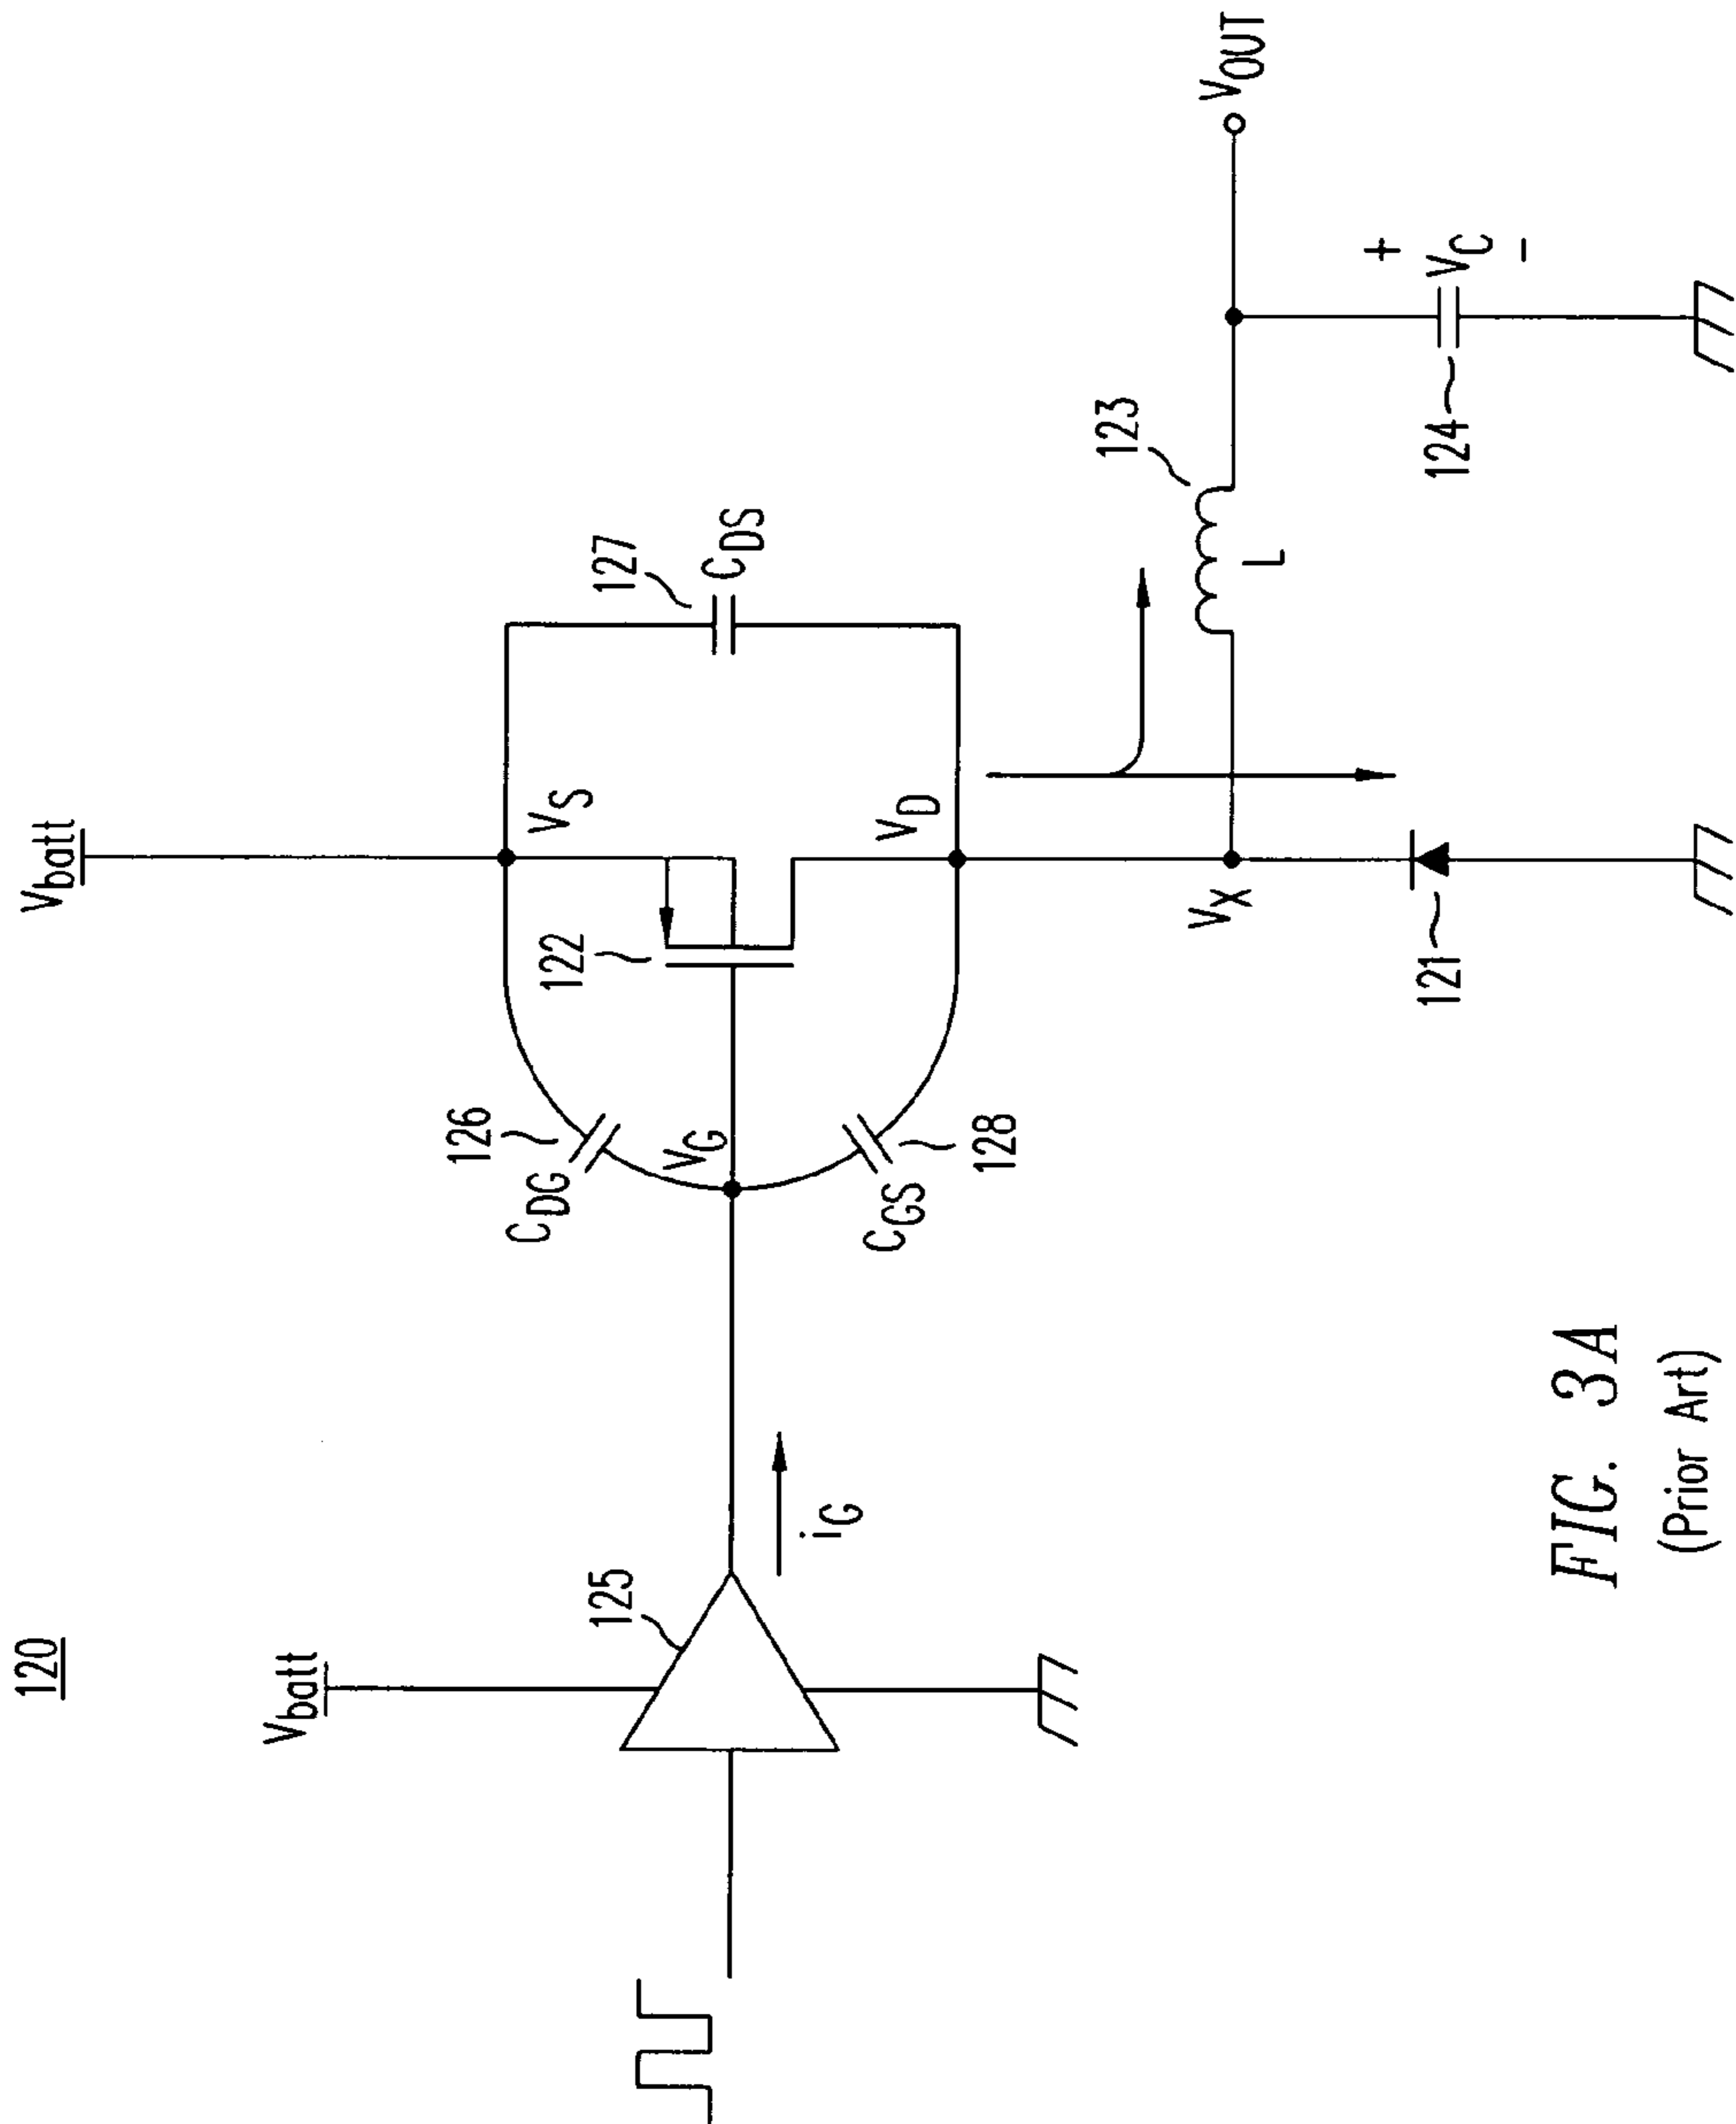 120
Vbatt
Vbatt
125
iG
CDG
126
VG
CGS
128
122
VS
VD
127
CDS
VX
121
123
L
124
+
VC
−
VOUT
FIG. 3A
(Prior Art)